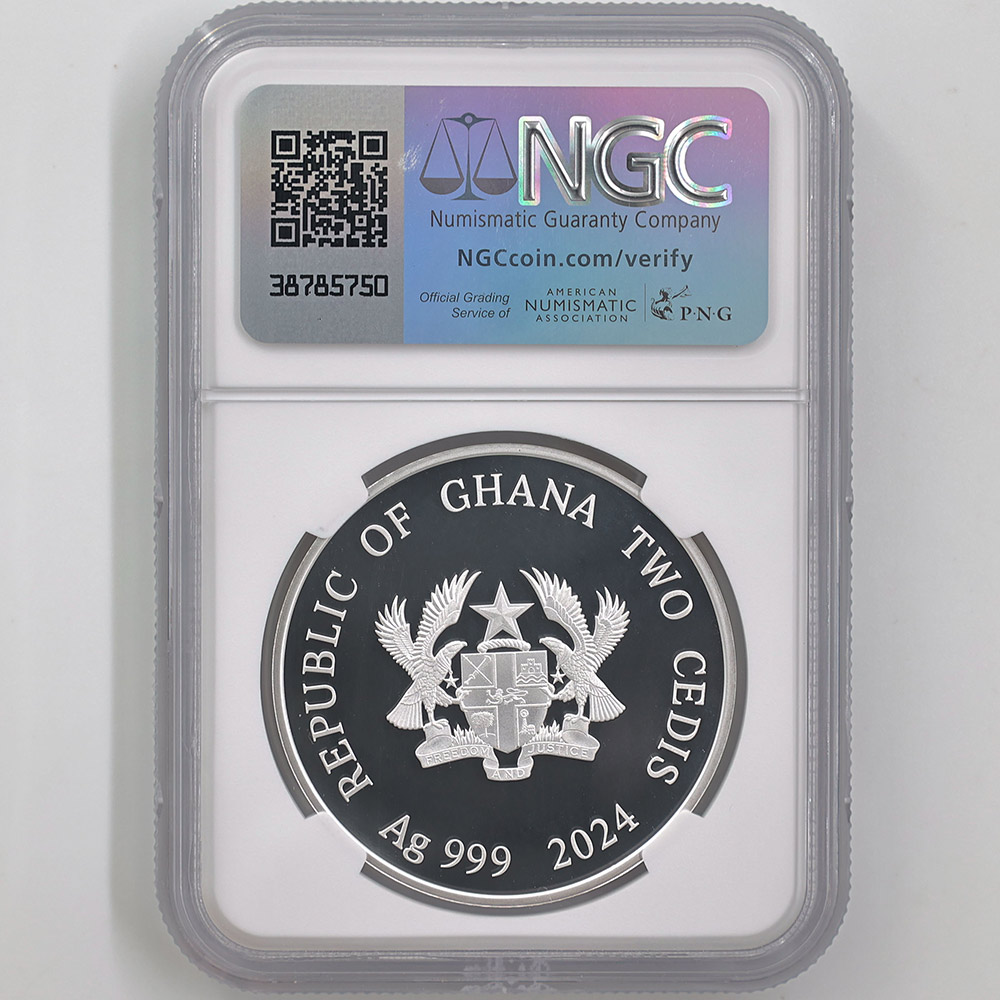 NGC
Numismatic Guaranty Company
NGCcoin.com/verify
38785750
Official Grading
Service of
AMERICAN
NUMISMATIC
ASSOCIATION
P·N·G
REPUBLIC OF GHANA TWO CEDIS
FREEDOM AND JUSTICE
Ag 999 2024